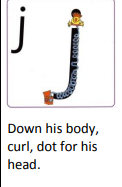 j
Down his body,
curl, dot for his
head.